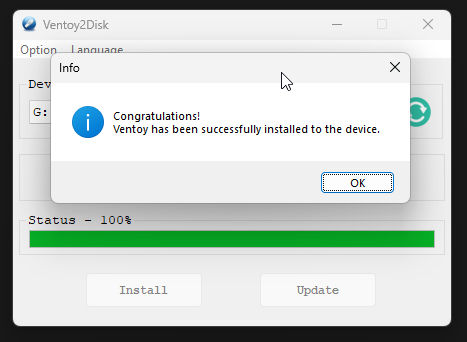 Ventoy2Disk
Option Language
Info
Dev
G:
Congratulations!
Ventoy has been successfully installed to the device.
OK
Status - 100%
Install Update